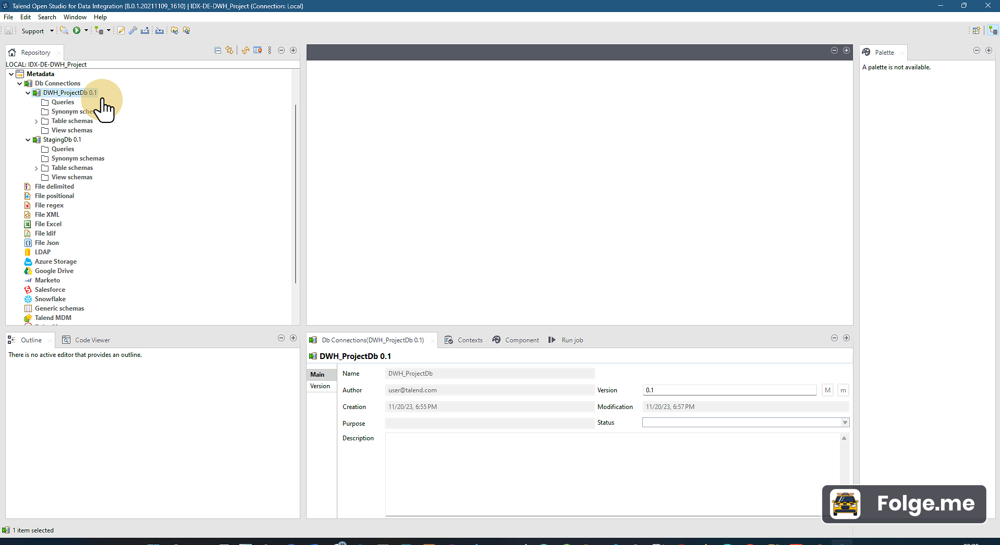 Talend Open Studio for Data Integration (8.0.1.20211109_1610) | IDX-DE-DWH_Project (Connection: Local)
File Edit Search Window Help
Support
Repository
LOCAL: IDX-DE-DWH_Project
Metadata
Db Connections
DWH_ProjectDb 0.1
Queries
Synonym sche
Table schemas
View schemas
StagingDb 0.1
Queries
Synonym schemas
Table schemas
View schemas
File delimited
File positional
File regex
File XML
File Excel
File ldif
File Json
LDAP
Azure Storage
Google Drive
Marketo
Salesforce
Snowflake
Generic schemas
Talend MDM
Palette
A palette is not available.
Outline Code Viewer
There is no active editor that provides an outline.
Db Connections(DWH_ProjectDb 0.1) Contexts Component Run job
DWH_ProjectDb 0.1
Main
Version
Name DWH_ProjectDb
Author user@talend.com Version 0.1 M m
Creation 11/20/23, 6:55 PM Modification 11/20/23, 6:57 PM
Purpose Status
Description
Folge.me
1 item selected